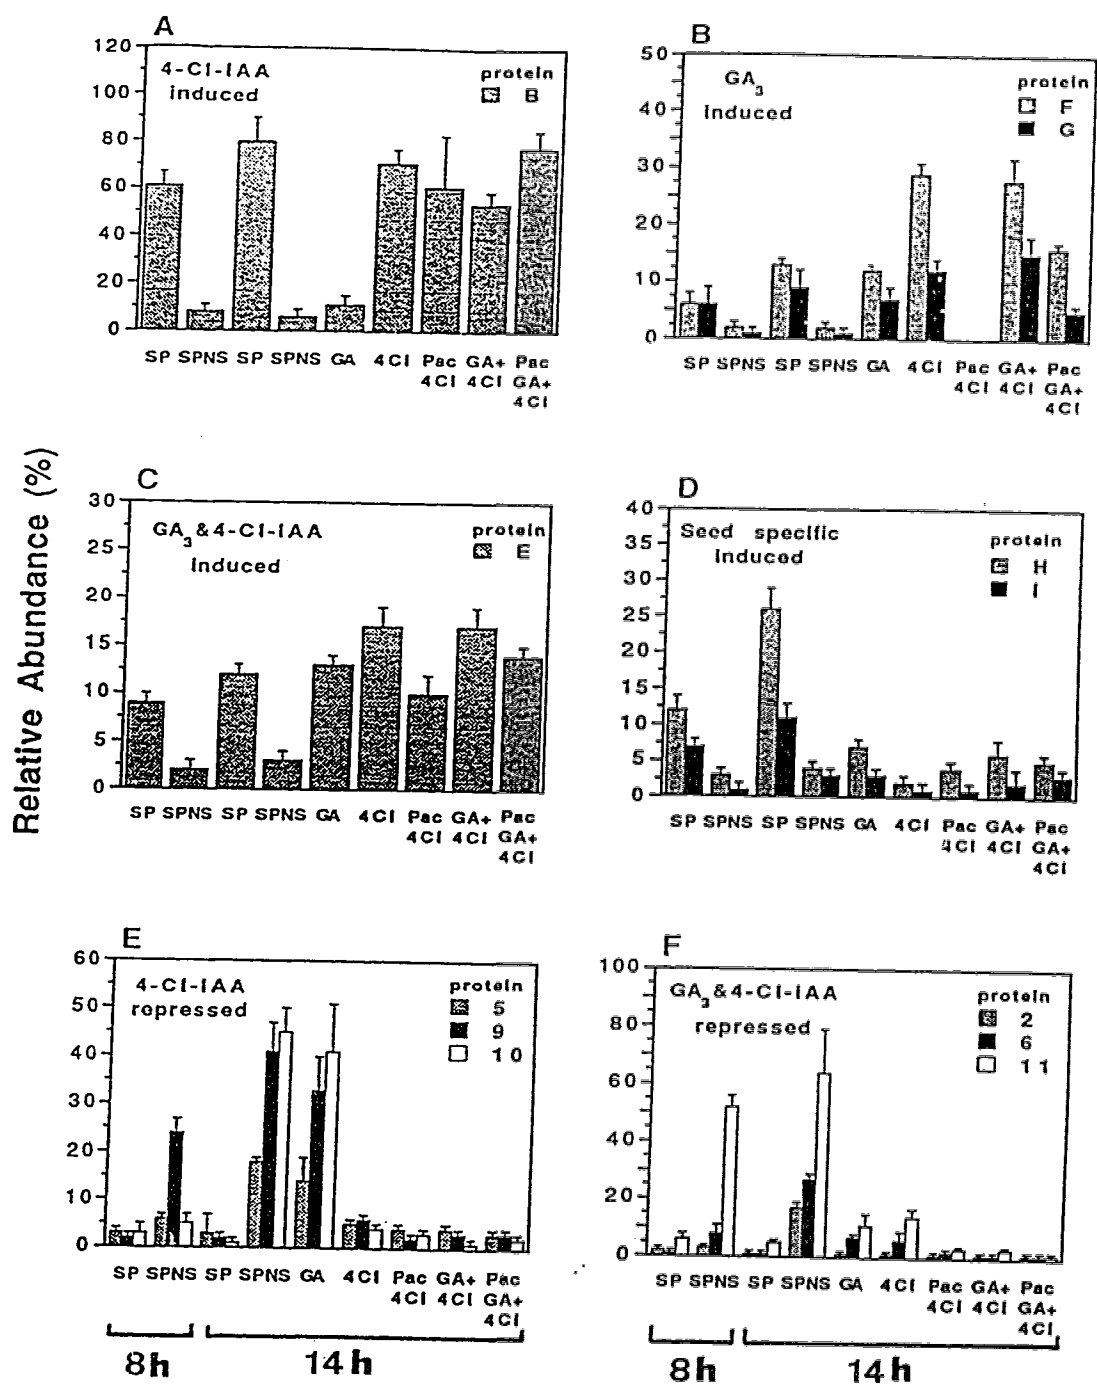 Relative Abundance (%)
A
4-Cl-IAA
induced
protein
B
120
100
80
60
40
20
0
SP SPNS SP SPNS GA 4Cl Pac GA+ Pac
4Cl 4Cl GA+
4Cl
B
GA3
induced
protein
F
G
50
40
30
20
10
0
SP SPNS SP SPNS GA 4Cl Pac GA+ Pac
4Cl 4Cl GA+
4Cl
C
GA3&4-Cl-IAA
induced
protein
E
30
25
20
15
10
5
0
SP SPNS SP SPNS GA 4Cl Pac GA+ Pac
4Cl 4Cl GA+
4Cl
D
Seed specific
induced
protein
H
I
40
35
30
25
20
15
10
5
0
SP SPNS SP SPNS GA 4Cl Pac GA+ Pac
4Cl 4Cl GA+
4Cl
E
4-Cl-IAA
repressed
protein
5
9
10
60
50
40
30
20
10
0
SP SPNS SP SPNS GA 4Cl Pac GA+ Pac
4Cl 4Cl GA+
4Cl
8h 14h
F
GA3&4-Cl-IAA
repressed
protein
2
6
11
100
80
60
40
20
0
SP SPNS SP SPNS GA 4Cl Pac GA+ Pac
4Cl 4Cl GA+
4Cl
8h 14h